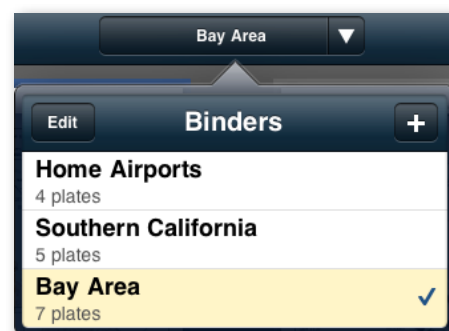 Bay Area
Edit Binders +
Home Airports
4 plates
Southern California
5 plates
Bay Area
7 plates